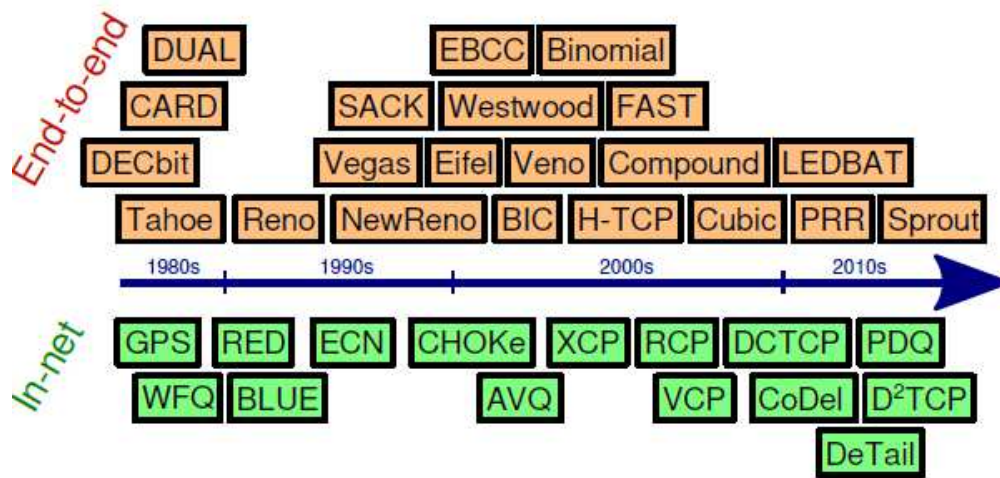 End-to-end
DUAL EBCC Binomial
CARD SACK Westwood FAST
DECbit Vegas Eifel Veno Compound LEDBAT
Tahoe Reno NewReno BIC H-TCP Cubic PRR Sprout
1980s 1990s 2000s 2010s
In-net
GPS RED ECN CHOKe XCP RCP DCTCP PDQ
WFQ BLUE AVQ VCP CoDel D²TCP
DeTail